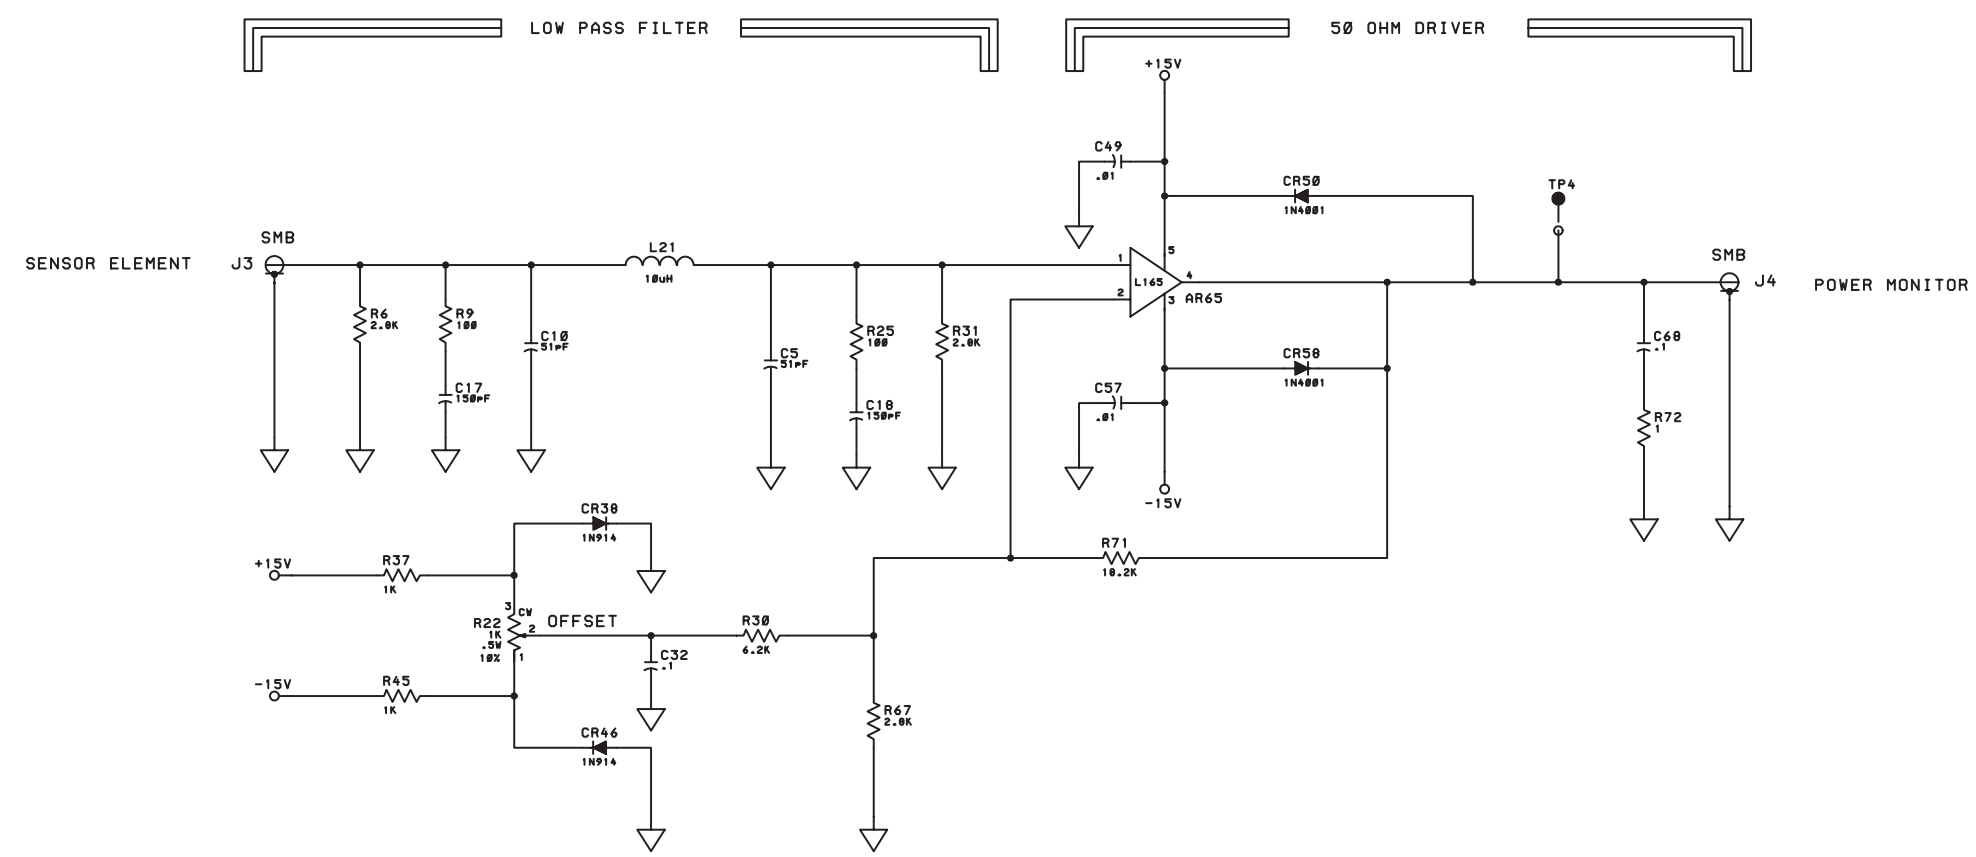 LOW PASS FILTER
50 OHM DRIVER
+15V
C49
.01
CR50
1N4001
TP4
SENSOR ELEMENT
J3
SMB
L21
10uH
1
5
L165
4
AR65
2
3
SMB
J4
POWER MONITOR
R6
2.0K
R9
100
C10
51pF
C17
150pF
C5
51pF
R25
100
C18
150pF
R31
2.0K
CR58
1N4001
C57
.01
-15V
C68
.1
R72
1
CR38
1N914
+15V
R37
1K
R71
10.2K
3
CW
R22
1K
.5W
10%
2
1
OFFSET
C32
.1
R30
6.2K
-15V
R45
1K
R67
2.0K
CR46
1N914